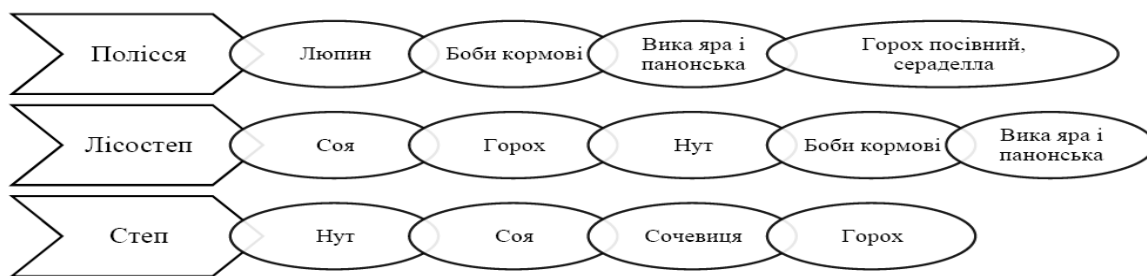 Полісся
Люпин
Боби кормові
Вика яра і
панонська
Горох посівний,
сераделла
Лісостеп
Соя
Горох
Нут
Боби кормові
Вика яра і
панонська
Степ
Нут
Соя
Сочевиця
Горох